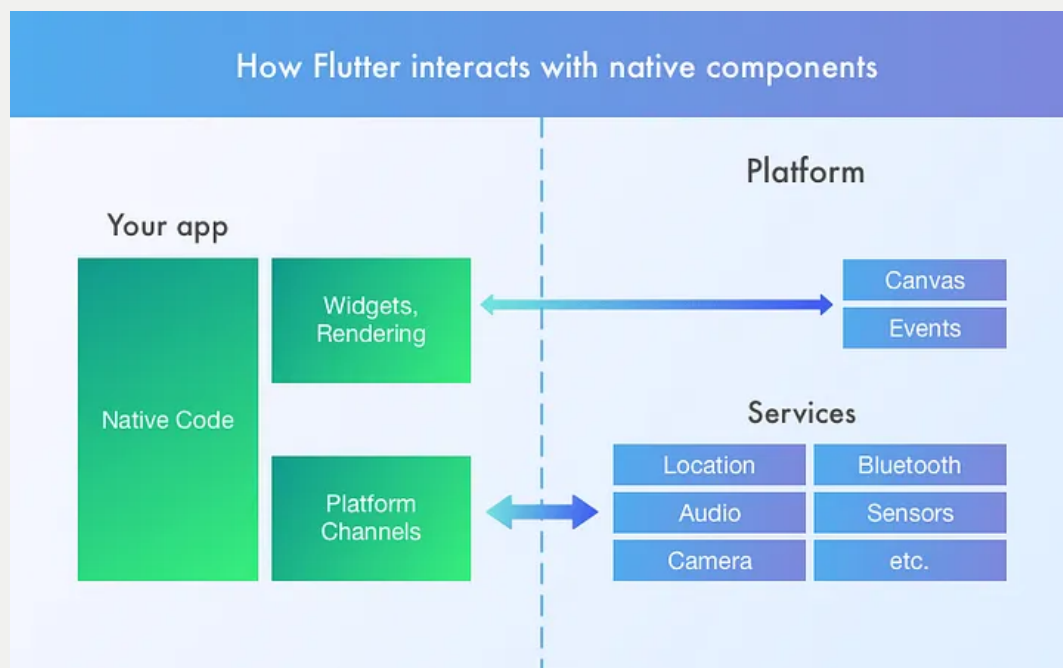 How Flutter interacts with native components
Your app
Native Code
Widgets,
Rendering
Platform
Channels
Platform
Canvas
Events
Services
Location
Bluetooth
Audio
Sensors
Camera
etc.